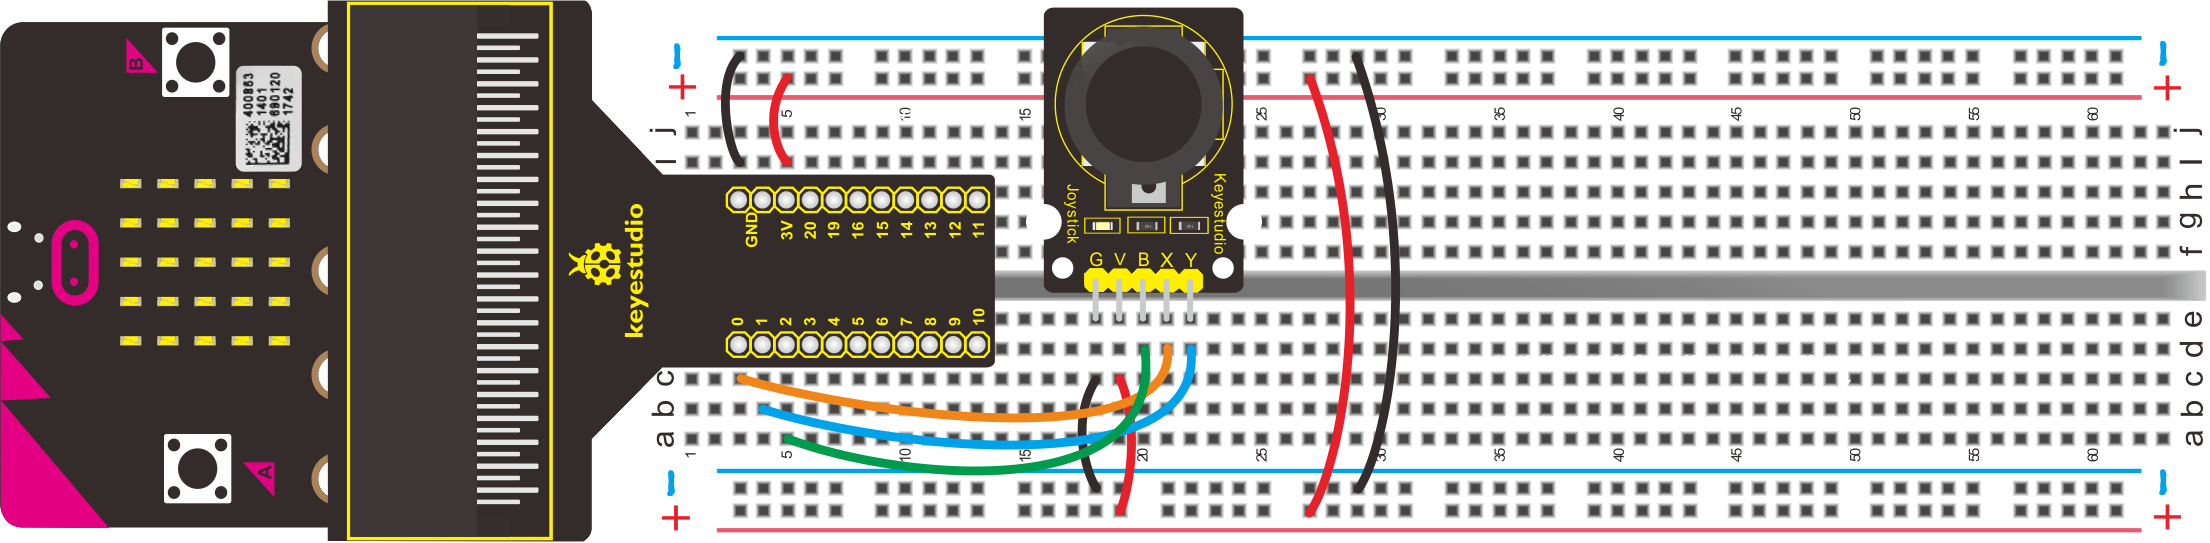 B
400863
1401
690120
1742
A
keyestudio
GND 3V 20 19 16 15 14 13 12 11
0 1 2 3 4 5 6 7 8 9 10
Joystick
Keyestudio
G V B X Y
- -
+ +
1 5 10 15 25 30 35 40 45 50 55 60
j j
I I
h
g
f
e
d
c c
b b
a a
1 5 10 15 20 25 30 35 40 45 50 55 60
- -
+ +